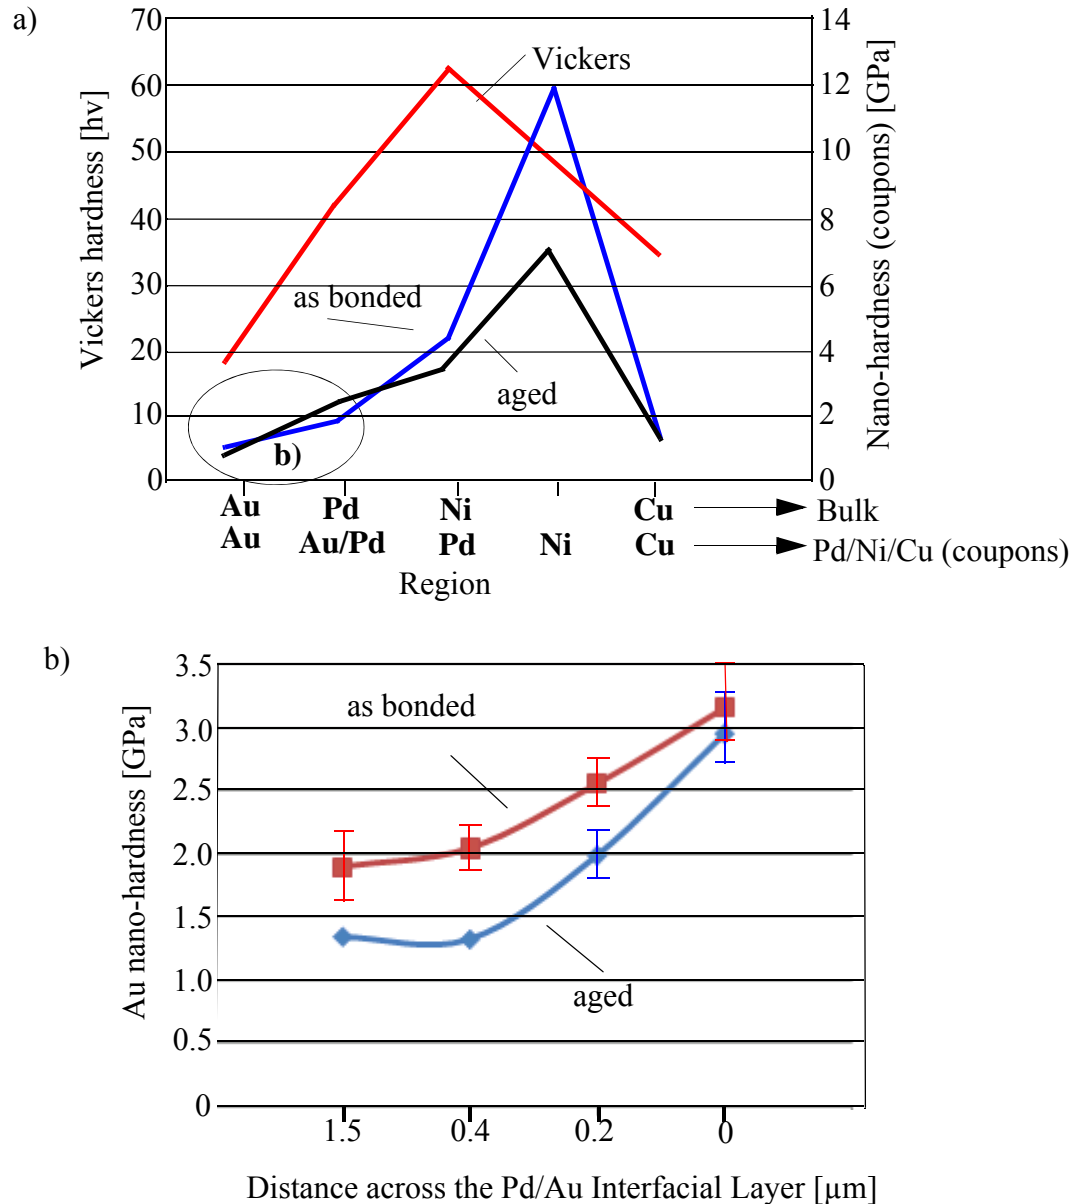 a)
Vickers hardness [hv]
70
60
50
40
30
20
10
0
Nano-hardness (coupons) [GPa]
14
12
10
8
6
4
2
0
Vickers
as bonded
aged
b)
Au Pd Ni Cu Bulk
Au Au/Pd Pd Ni Cu Pd/Ni/Cu (coupons)
Region
b)
Au nano-hardness [GPa]
3.5
3.0
2.5
2.0
1.5
1.0
0.5
0
as bonded
aged
1.5 0.4 0.2 0
Distance across the Pd/Au Interfacial Layer [μm]